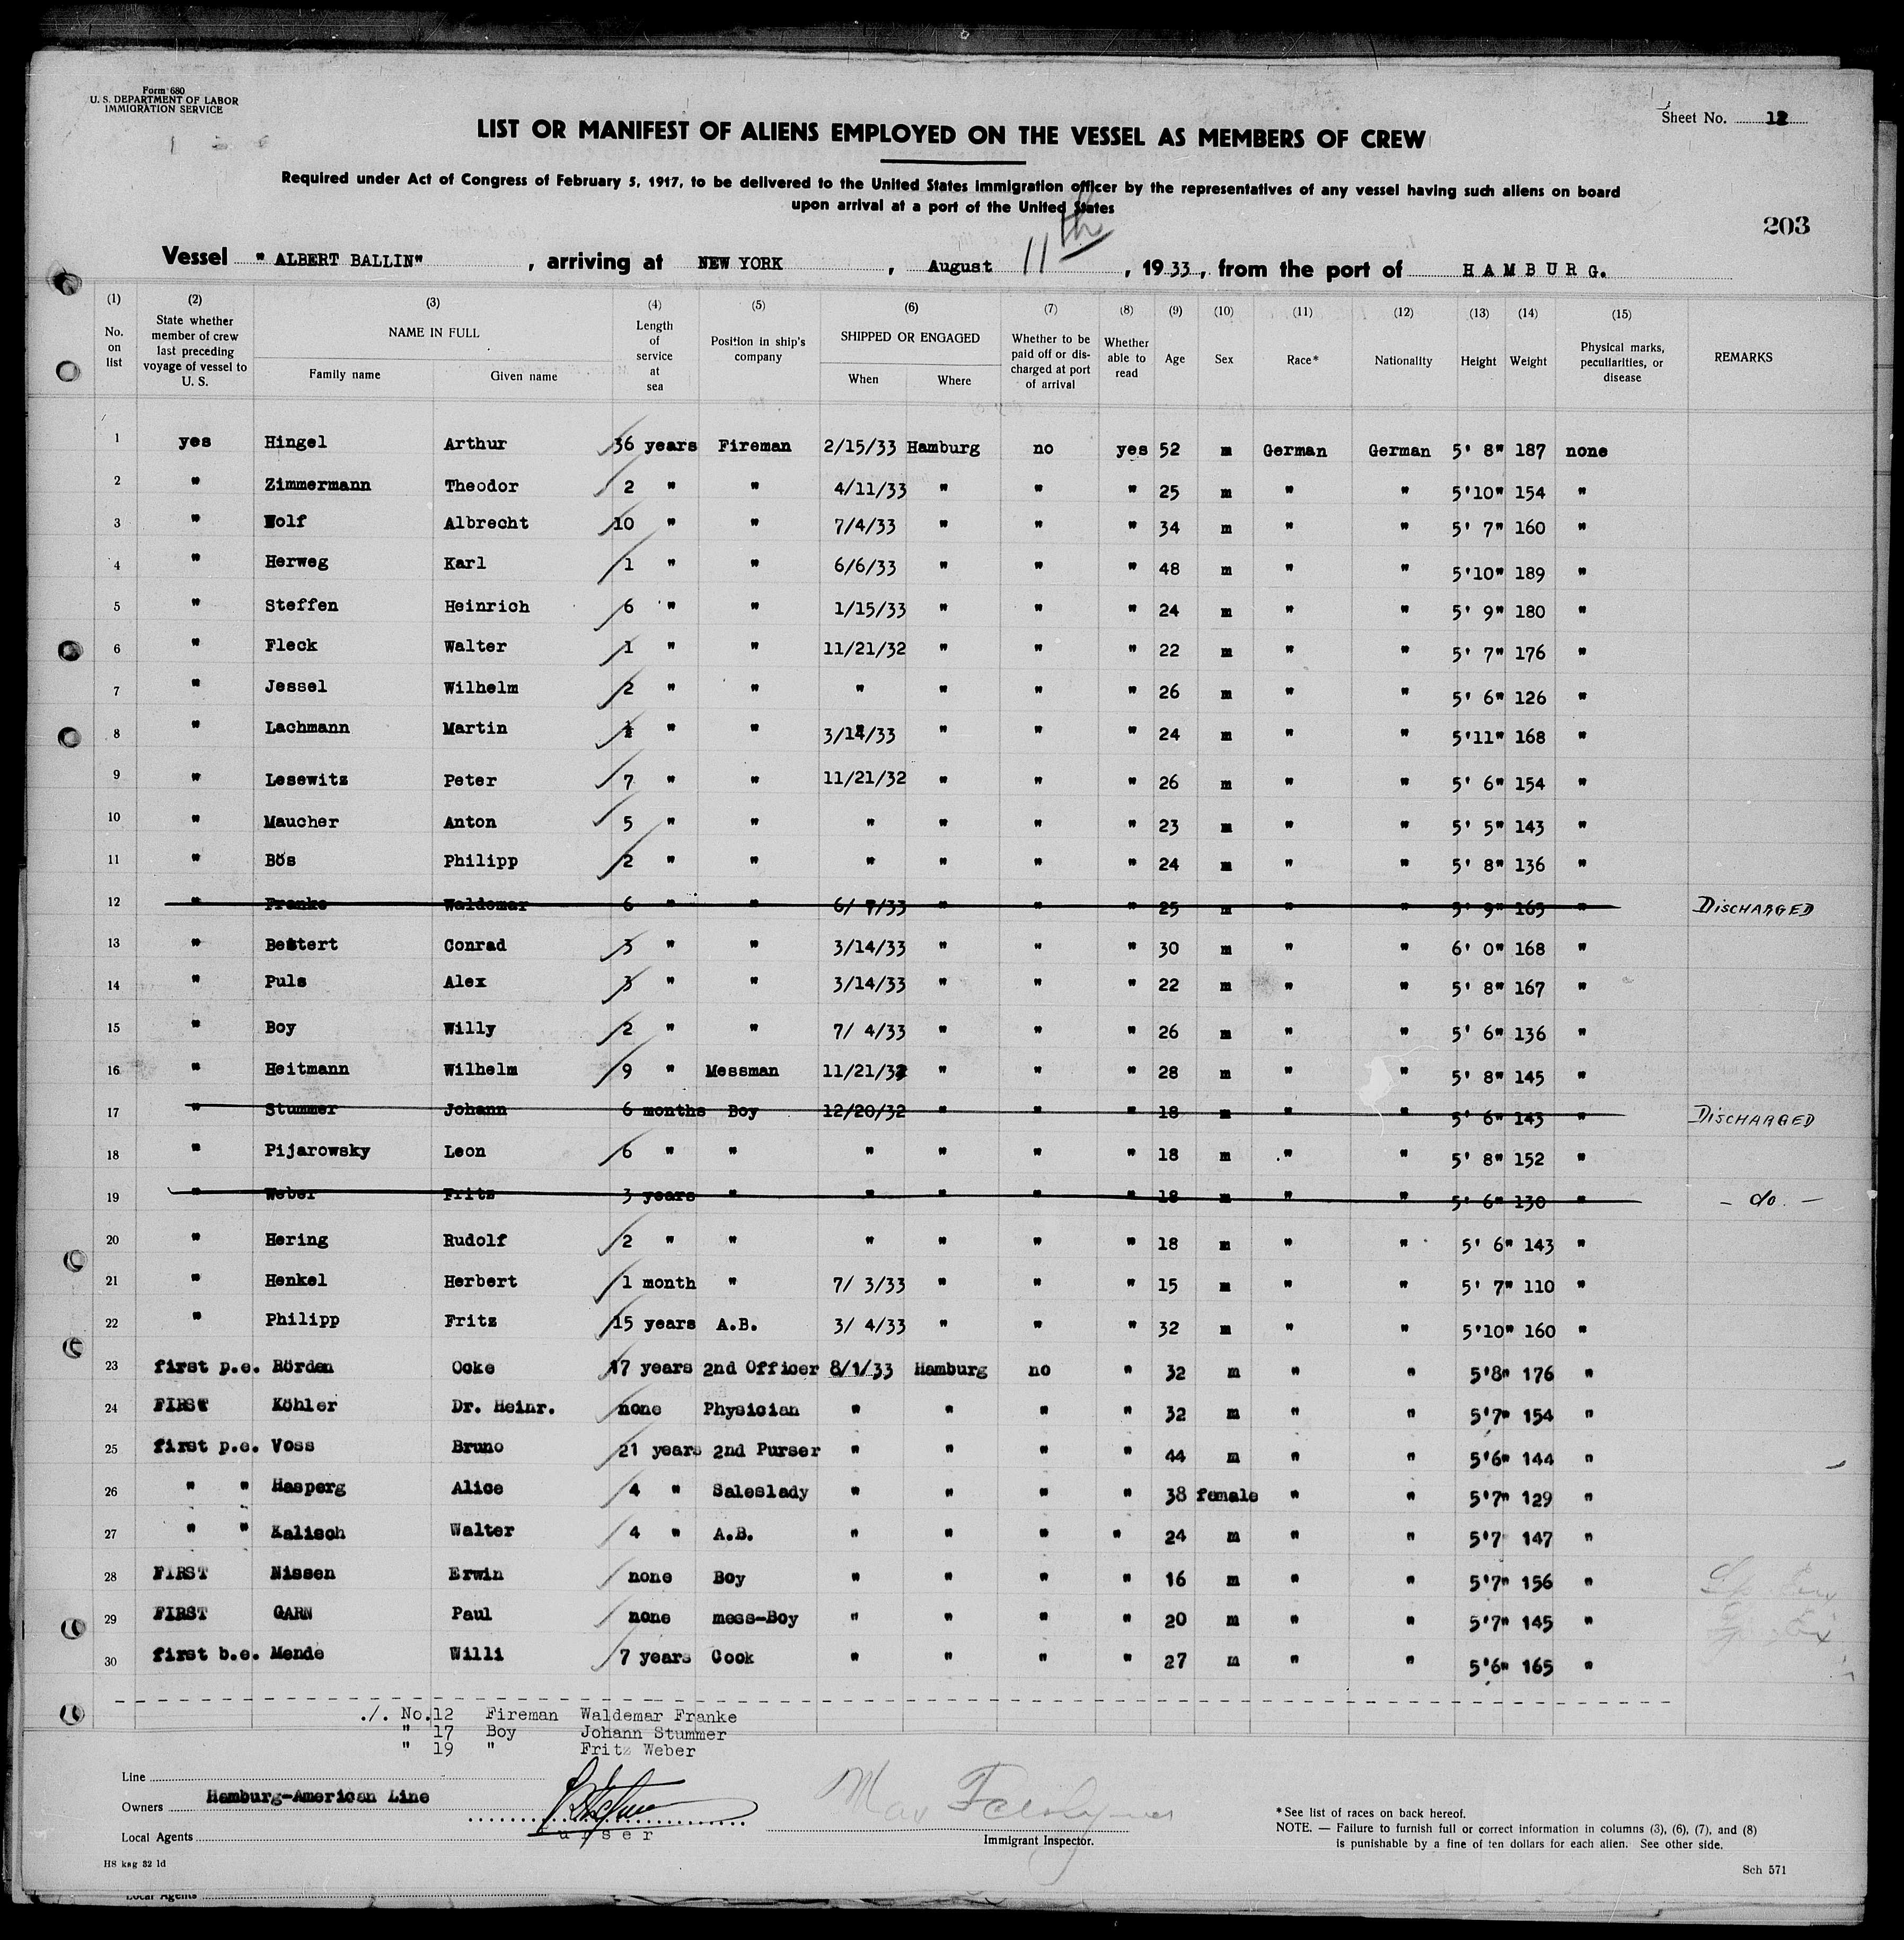 Form 680
U. S. DEPARTMENT OF LABOR
IMMIGRATION SERVICE
Sheet No. 12
LIST OR MANIFEST OF ALIENS EMPLOYED ON THE VESSEL AS MEMBERS OF CREW
Required under Act of Congress of February 5, 1917, to be delivered to the United States immigration officer by the representatives of any vessel having such aliens on board
upon arrival at a port of the United States
203
Vessel "ALBERT BALLIN", arriving at NEW YORK, August 11th, 1933, from the port of HAMBURG.
(1) (2) (3) (4) (5) (6) (7) (8) (9) (10) (11) (12) (13) (14) (15)
No. on list State whether member of crew last preceding voyage of vessel to U. S. NAME IN FULL Family name Given name Length of service at sea Position in ship's company SHIPPED OR ENGAGED When Where Whether to be paid off or discharged at port of arrival Whether able to read Age Sex Race* Nationality Height Weight Physical marks, peculiarities, or disease REMARKS
1 yes Hingel Arthur 36 years Fireman 2/15/33 Hamburg no yes 52 m German German 5' 8" 187 none
2 " Zimmermann Theodor 2 " " 4/11/33 " " " 25 m " " 5'10" 154 "
3 " Wolf Albrecht 10 " " 7/4/33 " " " 34 m " " 5' 7" 160 "
4 " Herweg Karl 1 " " 6/6/33 " " " 48 m " " 5'10" 189 "
5 " Steffen Heinrich 6 " " 1/15/33 " " " 24 m " " 5' 9" 180 "
6 " Fleck Walter 1 " " 11/21/32 " " " 22 m " " 5' 7" 176 "
7 " Jessel Wilhelm 2 " " " " " " 26 m " " 5' 6" 126 "
8 " Lachmann Martin ½ " " 3/14/33 " " " 24 m " " 5'11" 168 "
9 " Lesewitz Peter 7 " " 11/21/32 " " " 26 m " " 5' 6" 154 "
10 " Maucher Anton 5 " " " " " " 23 m " " 5' 5" 143 "
11 " Bös Philipp 2 " " " " " " 24 m " " 5' 8" 136 "
12 " Franke Waldemar 6 " " 6/ 7/33 " " " 25 m " " 5' 9" 165 " DISCHARGED
13 " Bestert Conrad 3 " " 3/14/33 " " " 30 m " " 6' 0" 168 "
14 " Puls Alex 3 " " 3/14/33 " " " 22 m " " 5' 8" 167 "
15 " Boy Willy 2 " " 7/ 4/33 " " " 26 m " " 5' 6" 136 "
16 " Heitmann Wilhelm 9 " Messman 11/21/32 " " " 28 m " " 5' 8" 145 "
17 " Stummer Johann 6 months Boy 12/20/32 " " " 18 m " " 5' 6" 143 " DISCHARGED
18 " Pijarowsky Leon 6 " " " " " " 18 m " " 5' 8" 152 "
19 " Weber Fritz 3 years " " " " " 18 m " " 5' 6" 130 " - do. -
20 " Hering Rudolf 2 " " " " " " 18 m " " 5' 6" 143 "
21 " Henkel Herbert 1 month " 7/ 3/33 " " " 15 m " " 5' 7" 110 "
22 " Philipp Fritz 15 years A.B. 3/ 4/33 " " " 32 m " " 5'10" 160 "
23 first p.e. Rörden Ocke 17 years 2nd Officer 8/1/33 Hamburg no " 32 m " " 5'8" 176 "
24 FIRST Köhler Dr. Heinr. none Physician " " " " 32 m " " 5'7" 154 "
25 first p.e. Voss Bruno 21 years 2nd Purser " " " " 44 m " " 5'6" 144 "
26 " " Hasperg Alice 4 " Saleslady " " " " 38 female " " 5'7" 129 "
27 " " Kalisch Walter 4 " A.B. " " " " 24 m " " 5'7 147 "
28 FIRST Nissen Erwin none Boy " " " " 16 m " " 5'7" 156 "
29 FIRST GARN Paul none mess-Boy " " " " 20 m " " 5'7" 145 "
30 first b.e. Mende Willi 7 years Cook " " " " 27 m " " 5'6" 165 "
./. No.12 Fireman Waldemar Franke
" 17 Boy Johann Stummer
" 19 " Fritz Weber
Line
Owners Hamburg-American Line
Local Agents
Purser
Max
Immigrant Inspector.
*See list of races on back hereof.
NOTE. — Failure to furnish full or correct information in columns (3), (6), (7), and (8)
is punishable by a fine of ten dollars for each alien. See other side.
HS ksg 32 1d
Sch 571
Local Agents